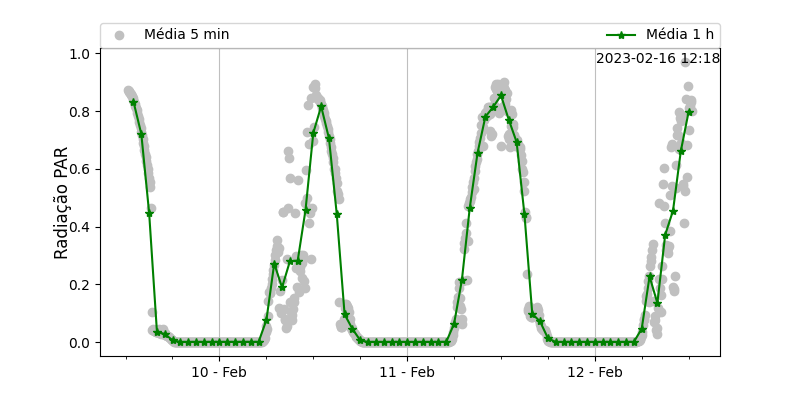 Média 5 min
Média 1 h
2023-02-16 12:18
1.0
0.8
0.6
0.4
0.2
0.0
Radiação PAR
10 - Feb
11 - Feb
12 - Feb